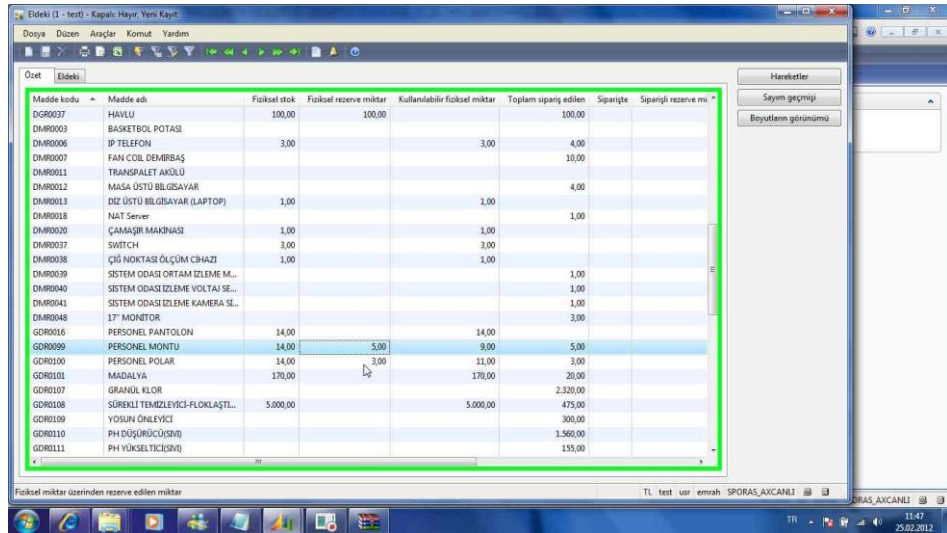 Eldeki (1 - test) - Kapalı: Hayır, Yeni Kayıt
Dosya Düzen Araçlar Komut Yardım
Özet Eldeki
Hareketler
Sayım geçmişi
Boyutların görünümü
Madde kodu Madde adı Fiziksel stok Fiziksel rezerve miktar Kullanılabilir fiziksel miktar Toplam sipariş edilen Siparişte Siparişli rezerve mi
DGR0037 HAVLU 100,00 100,00 100,00
DMR0003 BASKETBOL POTASI
DMR0006 IP TELEFON 3,00 3,00 4,00
DMR0007 FAN COIL DEMİRBAŞ 10,00
DMR0011 TRANSPALET AKÜLÜ
DMR0012 MASA ÜSTÜ BİLGİSAYAR 4,00
DMR0013 DİZ ÜSTÜ BİLGİSAYAR (LAPTOP) 1,00 1,00
DMR0018 NAT Server 1,00
DMR0020 ÇAMAŞIR MAKİNASI 1,00 1,00
DMR0037 SWİTCH 3,00 3,00
DMR0038 ÇİĞ NOKTASI ÖLÇÜM CİHAZI 1,00 1,00
DMR0039 SİSTEM ODASI ORTAM İZLEME M... 1,00
DMR0040 SİSTEM ODASI İZLEME VOLTAJ SE... 1,00
DMR0041 SİSTEM ODASI İZLEME KAMERA Sİ... 1,00
DMR0048 17" MONİTOR 3,00
GDR0016 PERSONEL PANTOLON 14,00 14,00
GDR0099 PERSONEL MONTU 14,00 5,00 9,00 5,00
GDR0100 PERSONEL POLAR 14,00 3,00 11,00 3,00
GDR0101 MADALYA 170,00 170,00 20,00
GDR0107 GRANÜL KLOR 2.320,00
GDR0108 SÜREKLİ TEMİZLEYİCİ-FLOKLAŞTI... 5.000,00 5.000,00 475,00
GDR0109 YOSUN ÖNLEYİCİ 300,00
GDR0110 PH DÜŞÜRÜCÜ(SIVI) 1.560,00
GDR0111 PH YÜKSELTİCİ(SIVI) 155,00
Fiziksel miktar üzerinden rezerve edilen miktar
TL test usr emrah SPORAS_AXCANLI
ORAS_AXCANLI
TR
11:47
25.02.2012